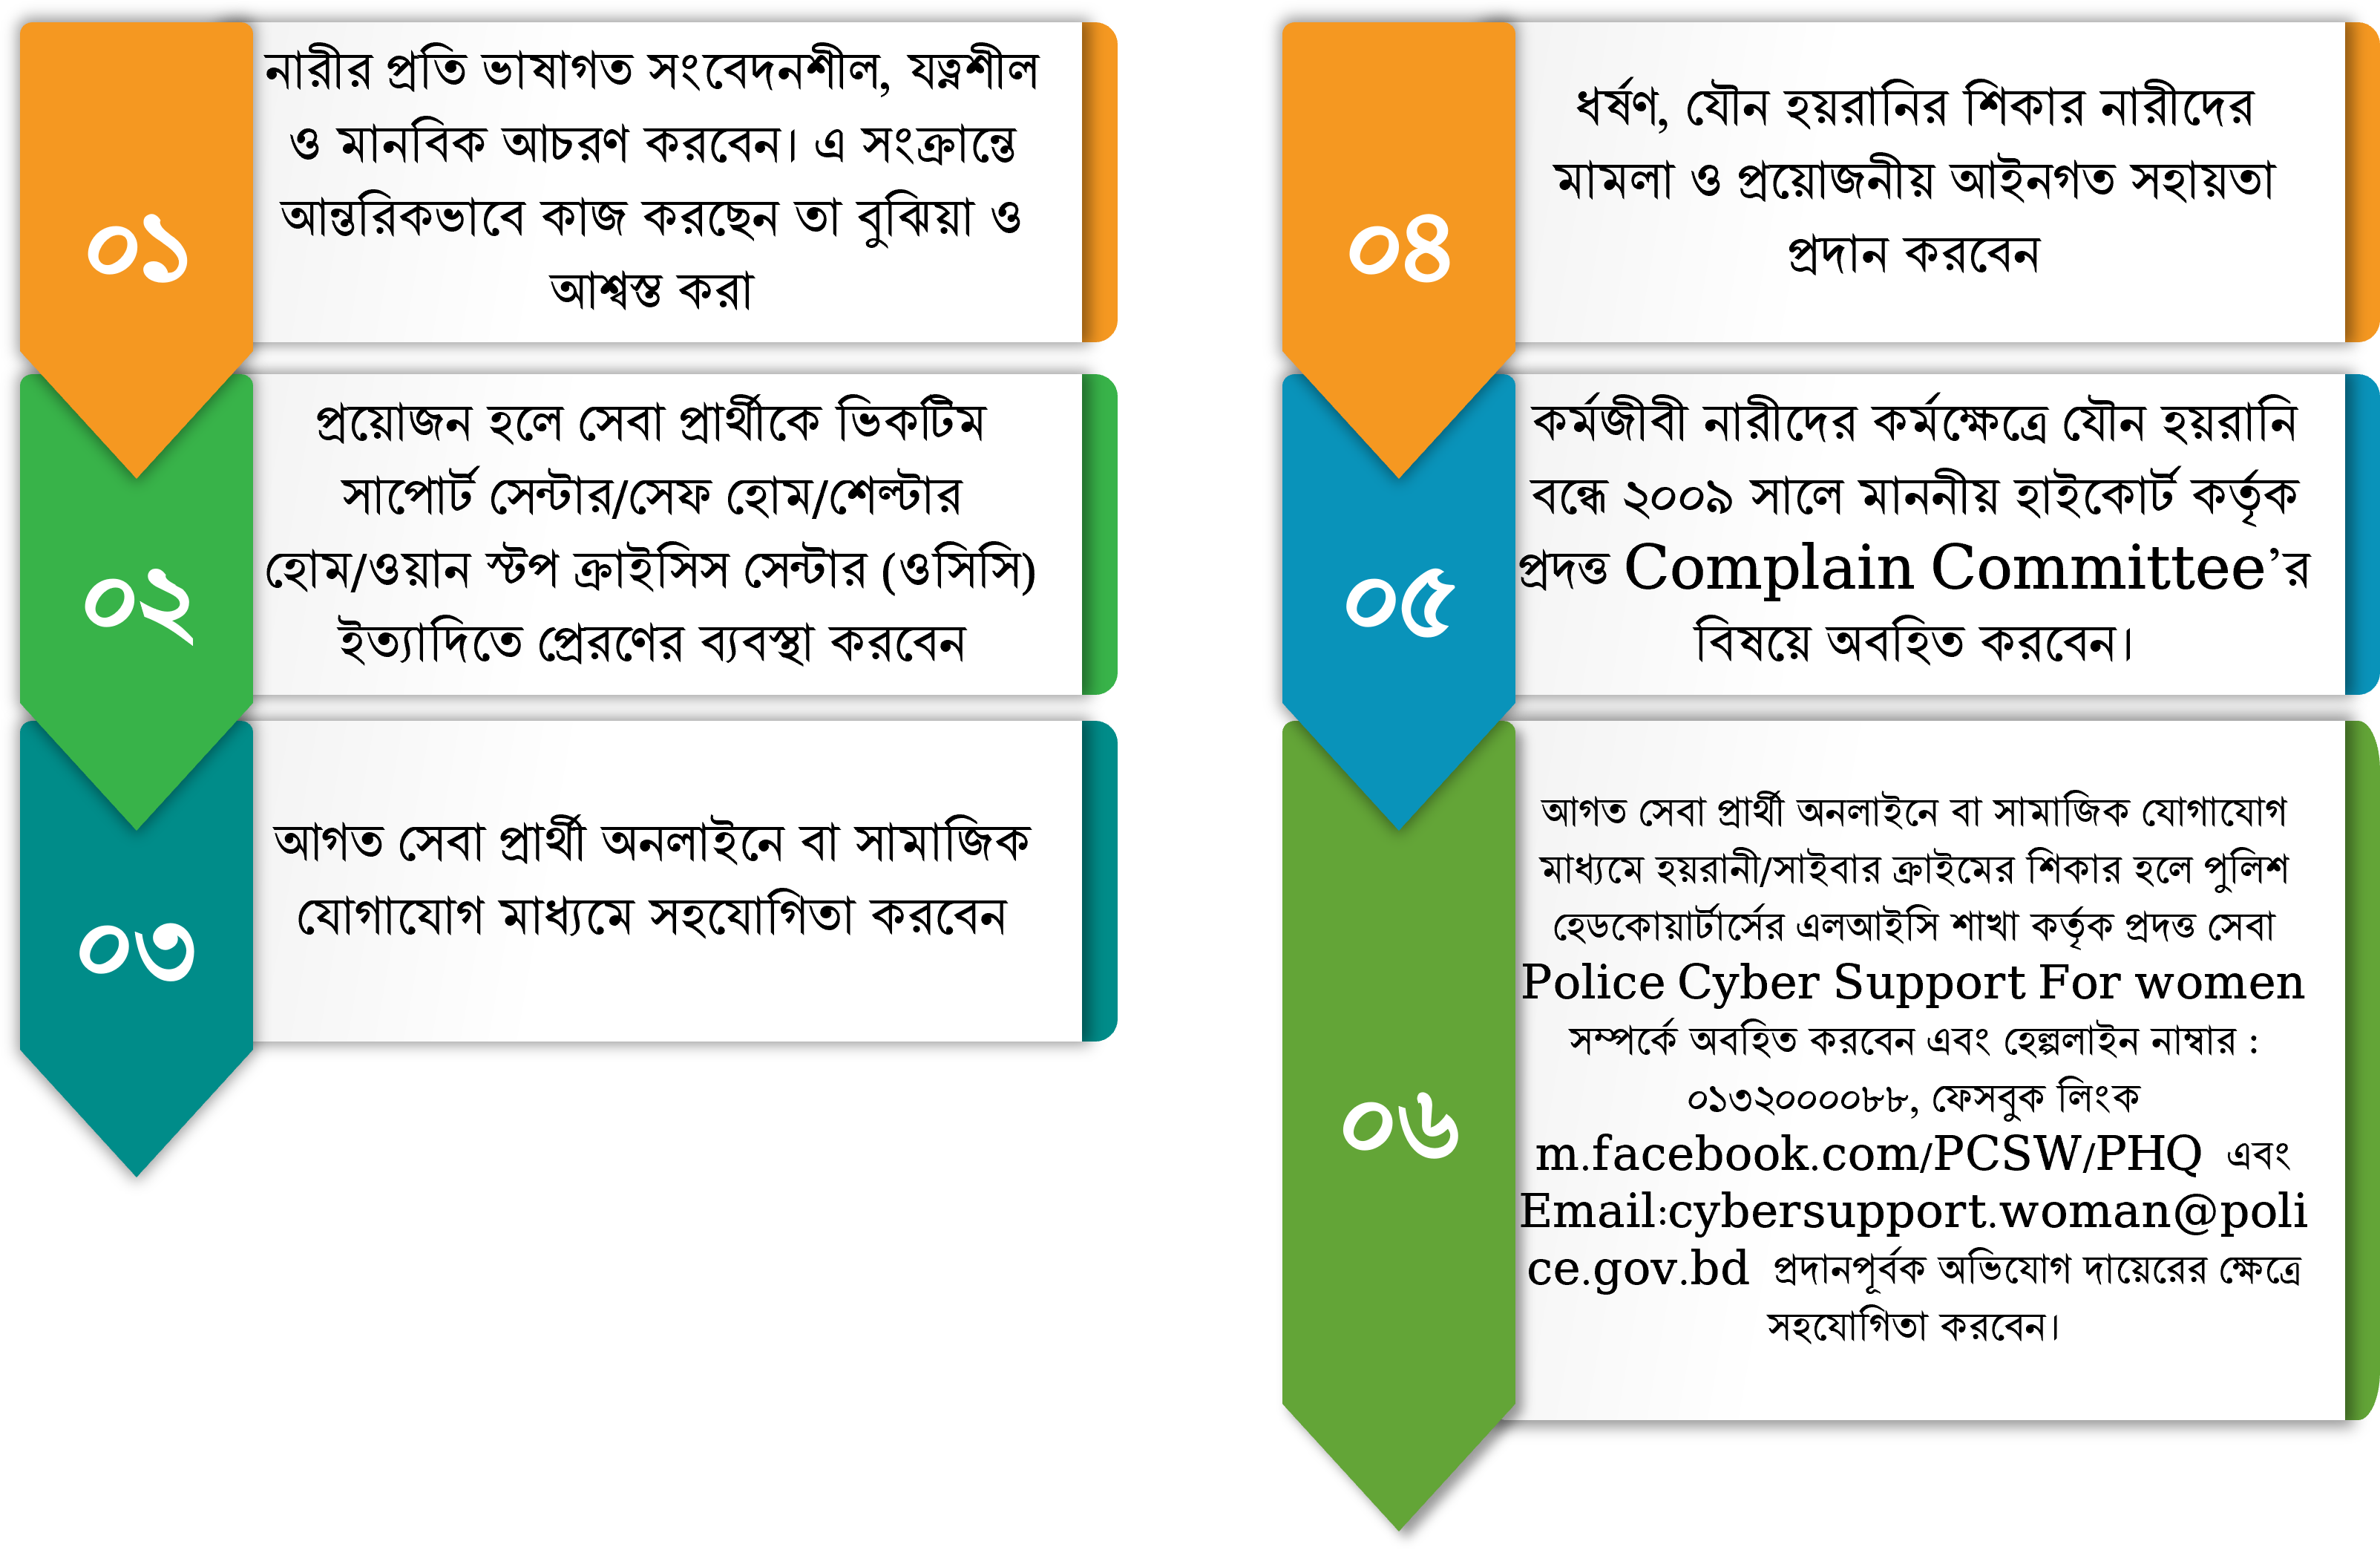 ০১
নারীর প্রতি ভাষাগত সংবেদনশীল, যত্নশীল
ও মানবিক আচরণ করবেন। এ সংক্রান্তে
আন্তরিকভাবে কাজ করছেন তা বুঝিয়া ও
আশ্বস্ত করা
০২
প্রয়োজন হলে সেবা প্রার্থীকে ভিকটিম
সাপোর্ট সেন্টার/সেফ হোম/শেল্টার
হোম/ওয়ান স্টপ ক্রাইসিস সেন্টার (ওসিসি)
ইত্যাদিতে প্রেরণের ব্যবস্থা করবেন
০৩
আগত সেবা প্রার্থী অনলাইনে বা সামাজিক
যোগাযোগ মাধ্যমে সহযোগিতা করবেন
০৪
ধর্ষণ, যৌন হয়রানির শিকার নারীদের
মামলা ও প্রয়োজনীয় আইনগত সহায়তা
প্রদান করবেন
০৫
কর্মজীবী নারীদের কর্মক্ষেত্রে যৌন হয়রানি
বন্ধে ২০০৯ সালে মাননীয় হাইকোর্ট কর্তৃক
প্রদত্ত Complain Committee’র
বিষয়ে অবহিত করবেন।
০৬
আগত সেবা প্রার্থী অনলাইনে বা সামাজিক যোগাযোগ
মাধ্যমে হয়রানী/সাইবার ক্রাইমের শিকার হলে পুলিশ
হেডকোয়ার্টার্সের এলআইসি শাখা কর্তৃক প্রদত্ত সেবা
Police Cyber Support For women
সম্পর্কে অবহিত করবেন এবং হেল্পলাইন নাম্বার :
০১৩২০০০০৮৮, ফেসবুক লিংক
m.facebook.com/PCSW/PHQ এবং
Email:cybersupport.woman@poli
ce.gov.bd প্রদানপূর্বক অভিযোগ দায়েরের ক্ষেত্রে
সহযোগিতা করবেন।